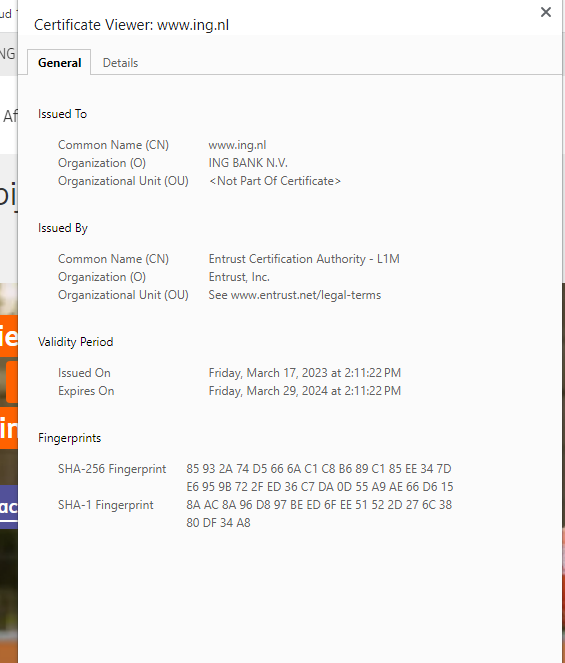 ud
Certificate Viewer: www.ing.nl
NG
General
Details
Af
Issued To
Common Name (CN) www.ing.nl
Organization (O) ING BANK N.V.
Organizational Unit (OU) <Not Part Of Certificate>
Issued By
Common Name (CN) Entrust Certification Authority - L1M
Organization (O) Entrust, Inc.
Organizational Unit (OU) See www.entrust.net/legal-terms
Validity Period
Issued On Friday, March 17, 2023 at 2:11:22 PM
Expires On Friday, March 29, 2024 at 2:11:22 PM
Fingerprints
SHA-256 Fingerprint 85 93 2A 74 D5 66 6A C1 C8 B6 89 C1 85 EE 34 7D
E6 95 9B 72 2F ED 36 C7 DA 0D 55 A9 AE 66 D6 15
SHA-1 Fingerprint 8A AC 8A 96 D8 97 BE ED 6F EE 51 52 2D 27 6C 38
80 DF 34 A8